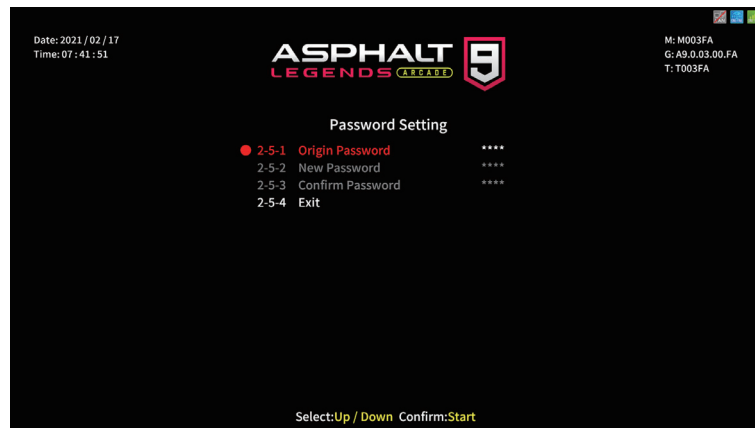 Date: 2021 / 02 / 17
Time: 07 : 41 : 51
ASPHALT 9
LEGENDS ARCADE
M: M003FA
G: A9.0.03.00.FA
T: T003FA
Password Setting
2-5-1 Origin Password ****
2-5-2 New Password ****
2-5-3 Confirm Password ****
2-5-4 Exit
Select:Up / Down Confirm:Start